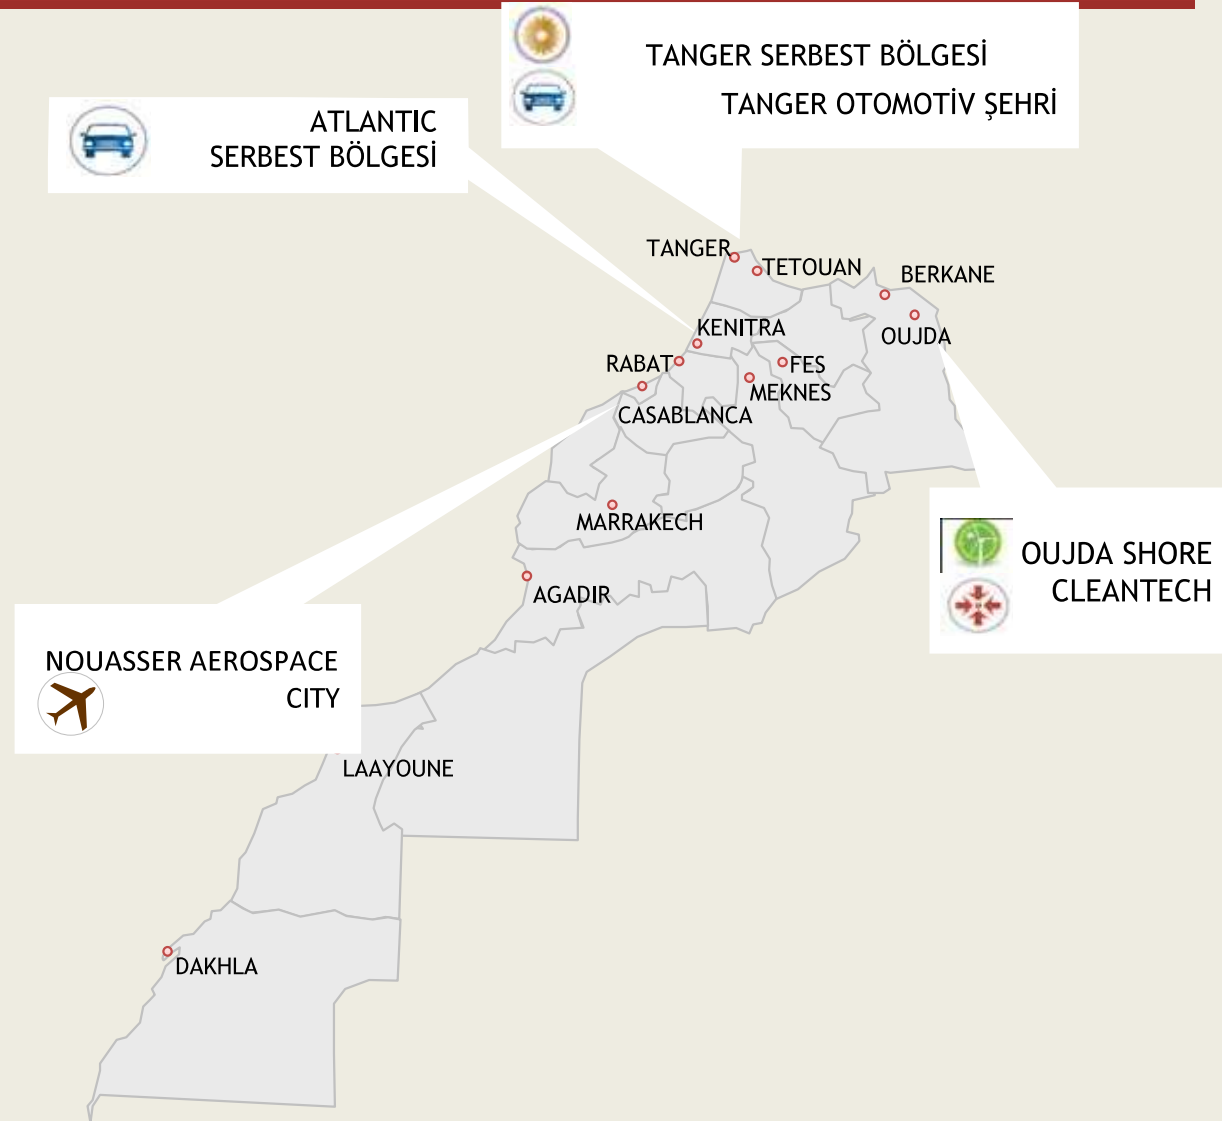 TANGER SERBEST BÖLGESİ
TANGER OTOMOTİV ŞEHRİ
ATLANTIC
SERBEST BÖLGESİ
TANGER
TETOUAN
BERKANE
KENITRA
OUJDA
RABAT
FES
MEKNES
CASABLANCA
MARRAKECH
OUJDA SHORE
CLEANTECH
AGADIR
NOUASSER AEROSPACE
CITY
LAAYOUNE
DAKHLA